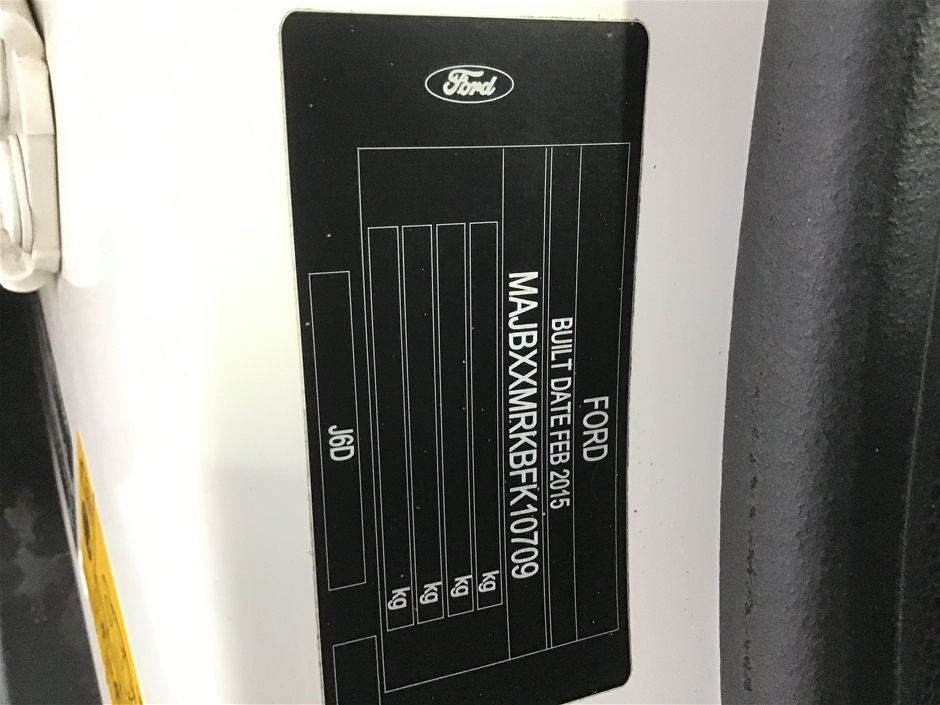 Ford
FORD
BUILT DATE FEB 2015
MAJBXXMRKBFK10709
kg
kg
kg
kg
J6D